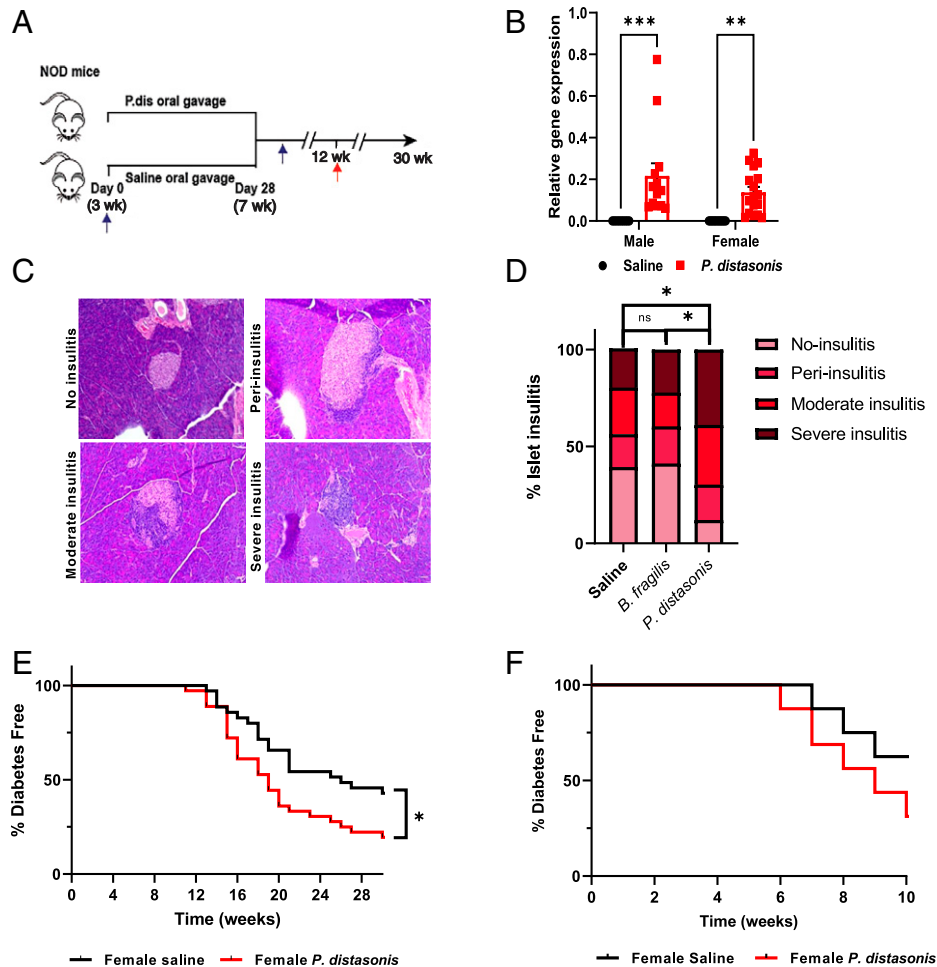 A
NOD mice
P.dis oral gavage
Saline oral gavage
Day 0
(3 wk)
Day 28
(7 wk)
12 wk
30 wk
B
Relative gene expression
1.0
0.8
0.6
0.4
0.2
0.0
***
**
Male
Female
Saline
P. distasonis
C
No insulitis
Peri-insulitis
Moderate insulitis
Severe insulitis
D
*
ns
*
% Islet insulitis
100
50
0
Saline
B. fragilis
P. distasonis
No-insulitis
Peri-insulitis
Moderate insulitis
Severe insulitis
E
% Diabetes Free
100
50
0
*
0 4 8 12 16 20 24 28
Time (weeks)
Female saline
Female P. distasonis
F
% Diabetes Free
100
50
0
0 2 4 6 8 10
Time (weeks)
Female Saline
Female P. distasonis